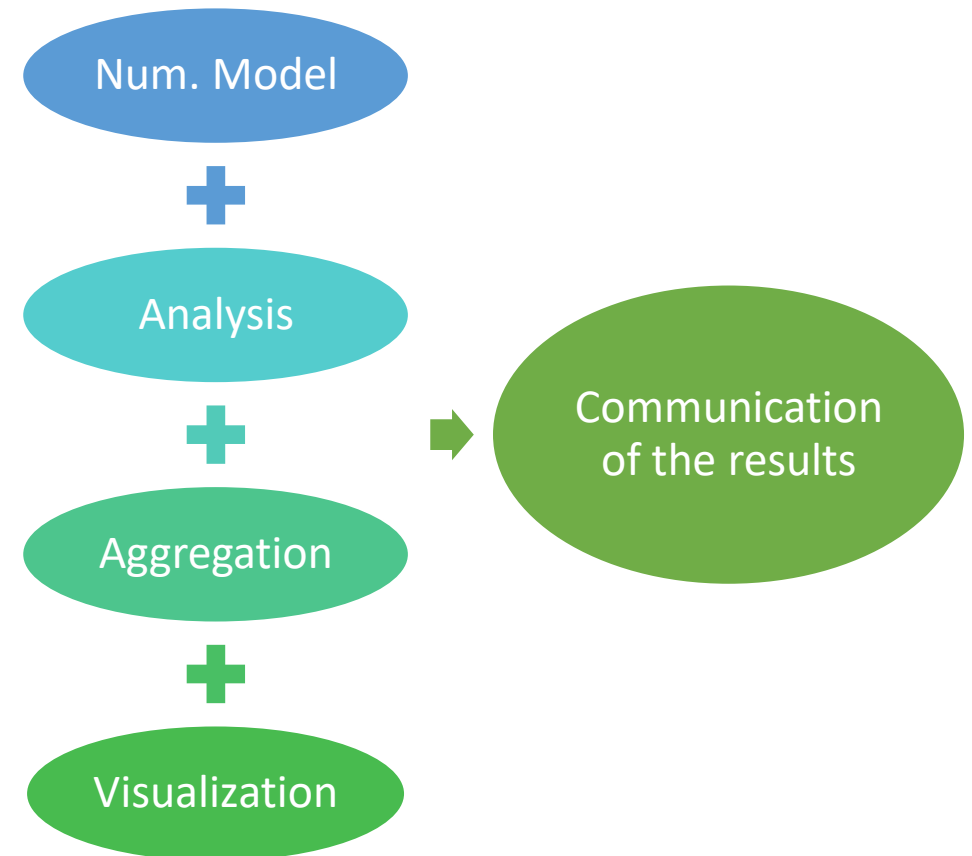 Num. Model
Analysis
Aggregation
Visualization
Communication
of the results